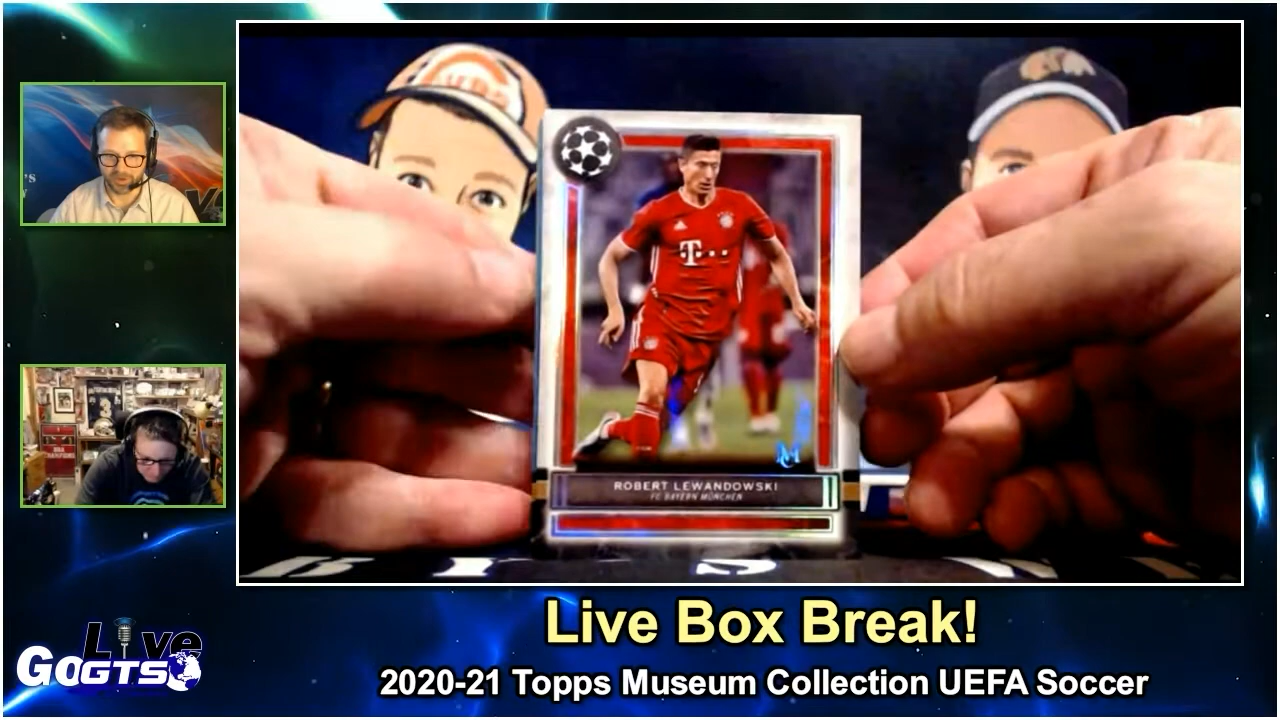 T
ROBERT LEWANDOWSKI
FC BAYERN MÜNCHEN
Live
GOGTS
Live Box Break!
2020-21 Topps Museum Collection UEFA Soccer